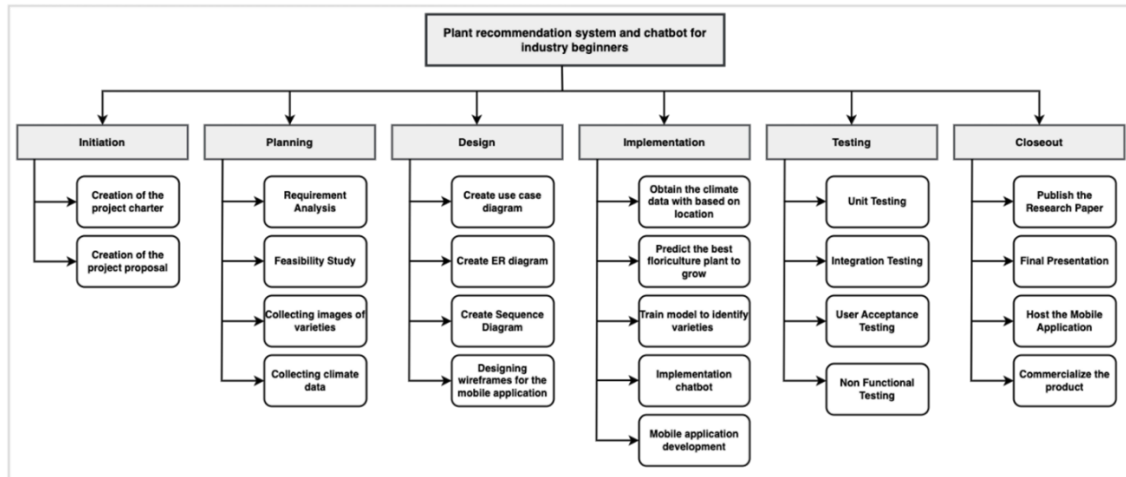 Plant recommendation system and chatbot for
industry beginners
Initiation
Planning
Design
Implementation
Testing
Closeout
Creation of the
project charter
Creation of the
project proposal
Requirement
Analysis
Feasibility Study
Collecting images of
varieties
Collecting climate
data
Create use case
diagram
Create ER diagram
Create Sequence
Diagram
Designing
wireframes for the
mobile application
Obtain the climate
data with based on
location
Predict the best
floriculture plant to
grow
Train model to identify
varieties
Implementation
chatbot
Mobile application
development
Unit Testing
Integration Testing
User Acceptance
Testing
Non Functional
Testing
Publish the
Research Paper
Final Presentation
Host the Mobile
Application
Commercialize the
product